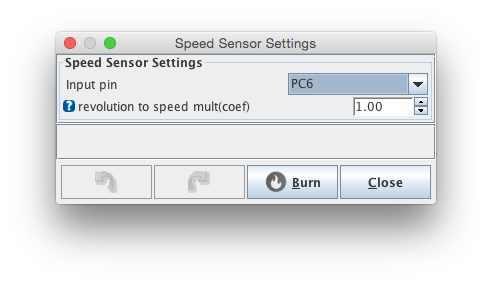 Speed Sensor Settings
Speed Sensor Settings
Input pin PC6
? revolution to speed mult(coef) 1.00
Burn Close